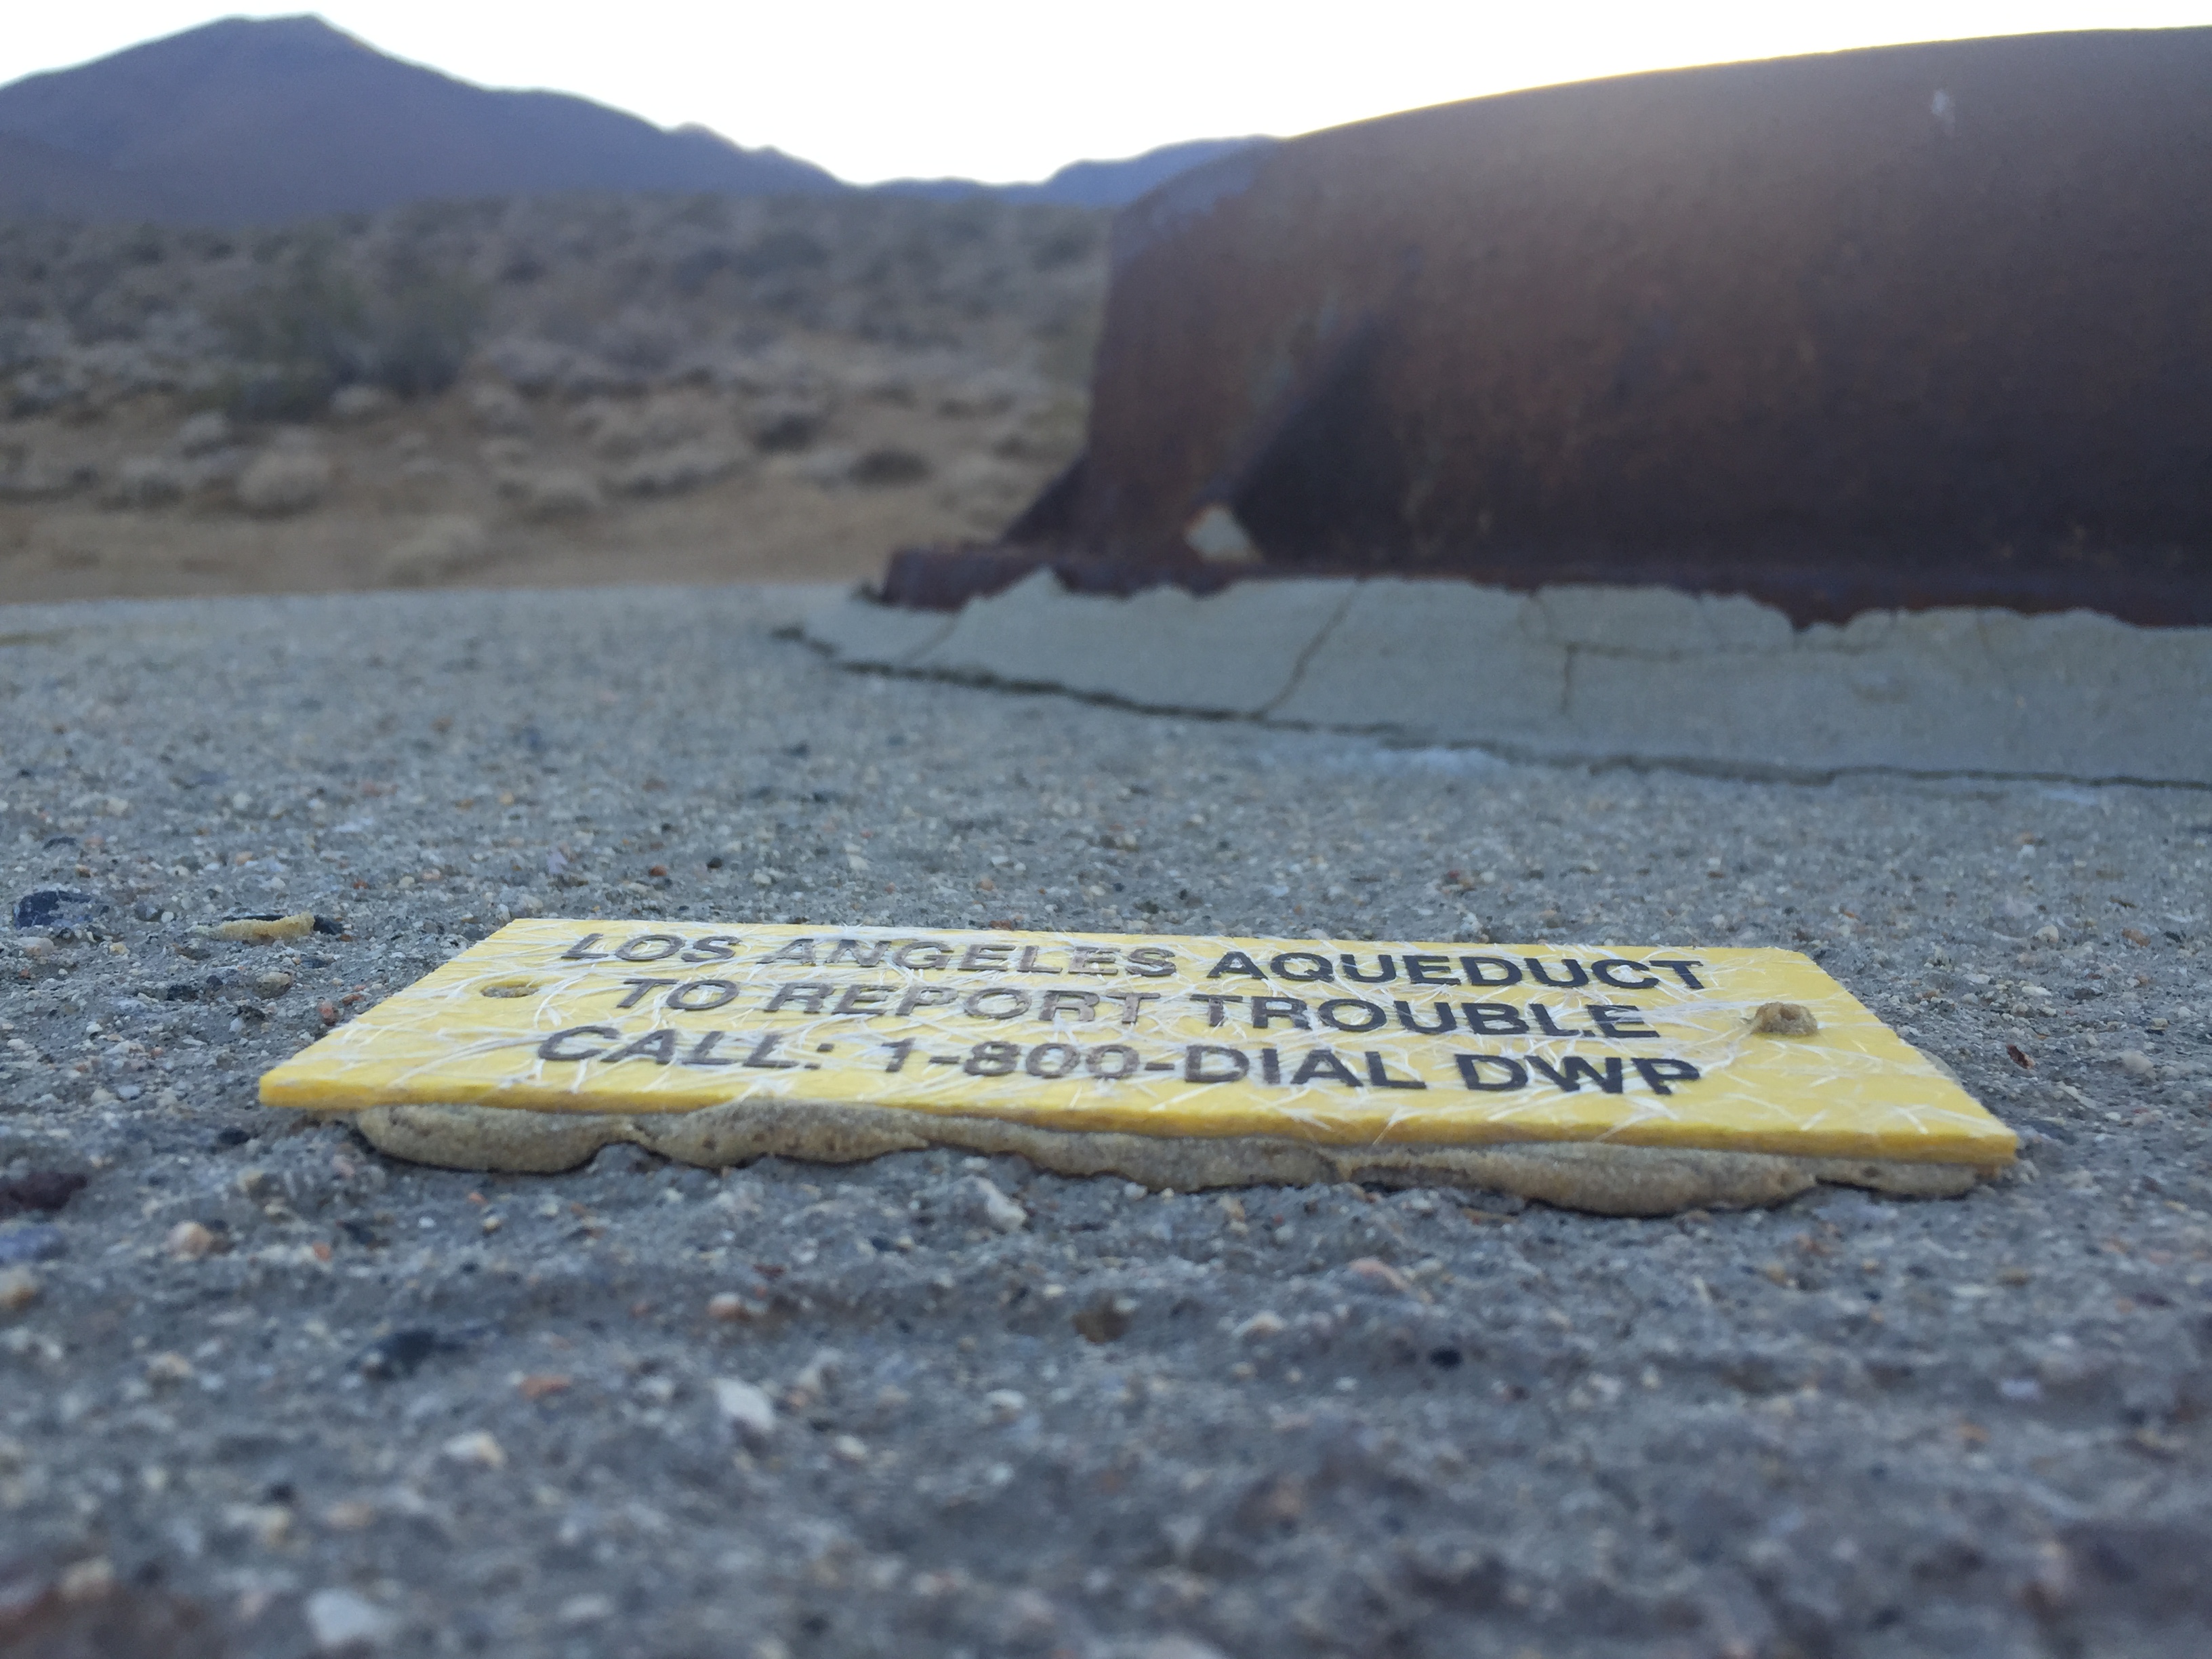 LOS ANGELES AQUEDUCT
TO REPORT TROUBLE
CALL: 1-800-DIAL DWP